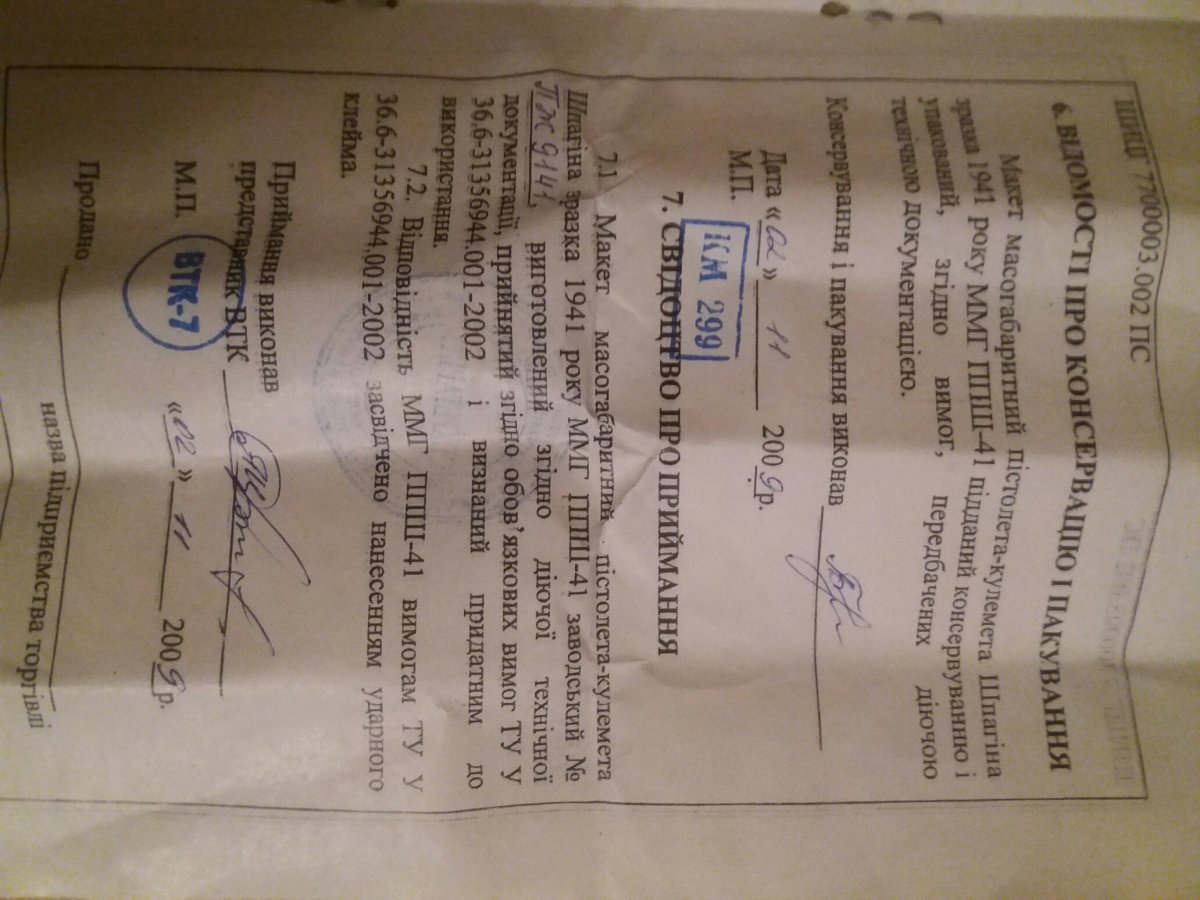 ШИШ 7700003.002 ПС
6. ВІДОМОСТІ ПРО КОНСЕРВАЦІЮ І ПАКУВАННЯ
Макет масогабаритний пістолета-кулемета Шпагіна
зразка 1941 року ММГ ППШ-41 підданий консервуванню і
упакований, згідно вимог, передбачених діючою
технічною документацією.
Консервування і пакування виконав
Дата «02» 11 2009 р.
М.П.
КМ 299
7. СВІДОЦТВО ПРО ПРИЙМАННЯ
7.1 Макет масогабаритний пістолета-кулемета
Шпагіна зразка 1941 року ММГ ППШ-41 заводський №
ПЖ 9141 виготовлений згідно діючої технічної
документації, прийнятий згідно обов’язкових вимог ТУ У
36.6-31356944.001-2002 і визнаний придатним до
використання.
7.2. Відповідність ММГ ППШ-41 вимогам ТУ У
36.6-31356944.001-2002 засвідчено нанесенням ударного
клейма.
Приймання виконав
представник ВТК
М.П. «02» 11 2009 р.
ВТК-7
Продано
назва підприємства торгівлі